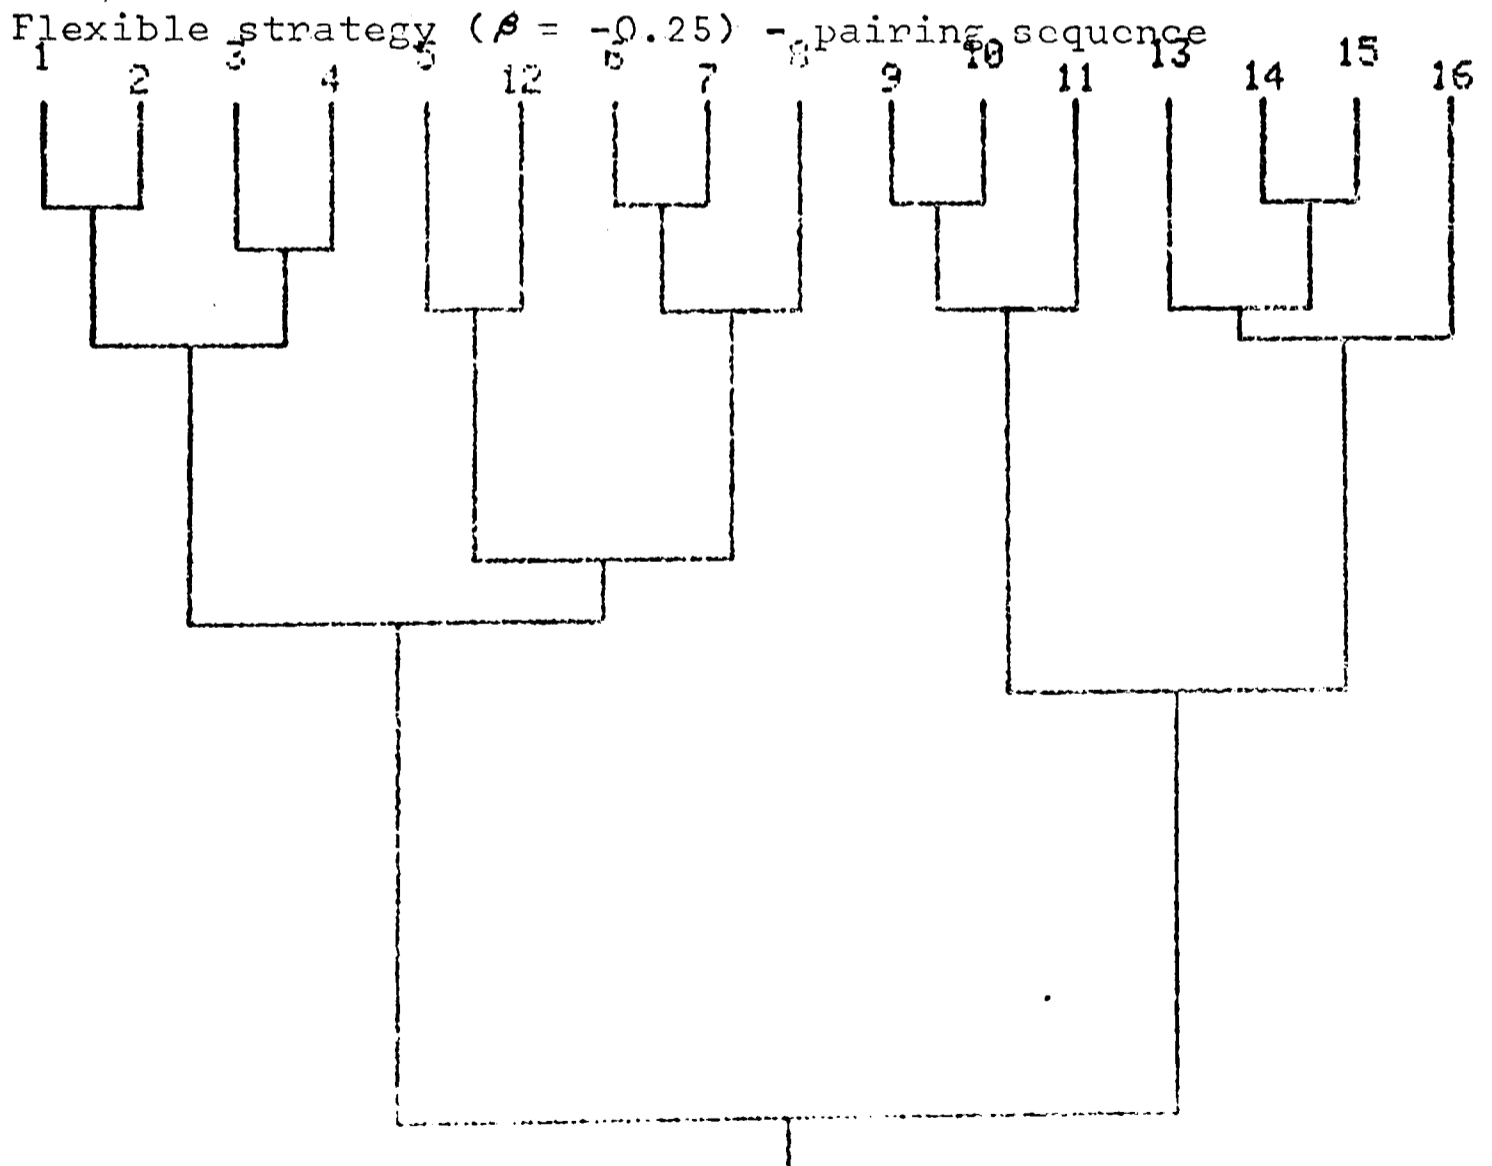 Flexible strategy (β = -0.25) - pairing sequence
1 3 5 6 8 10 13 15
2 4 12 7 9 11 14 16